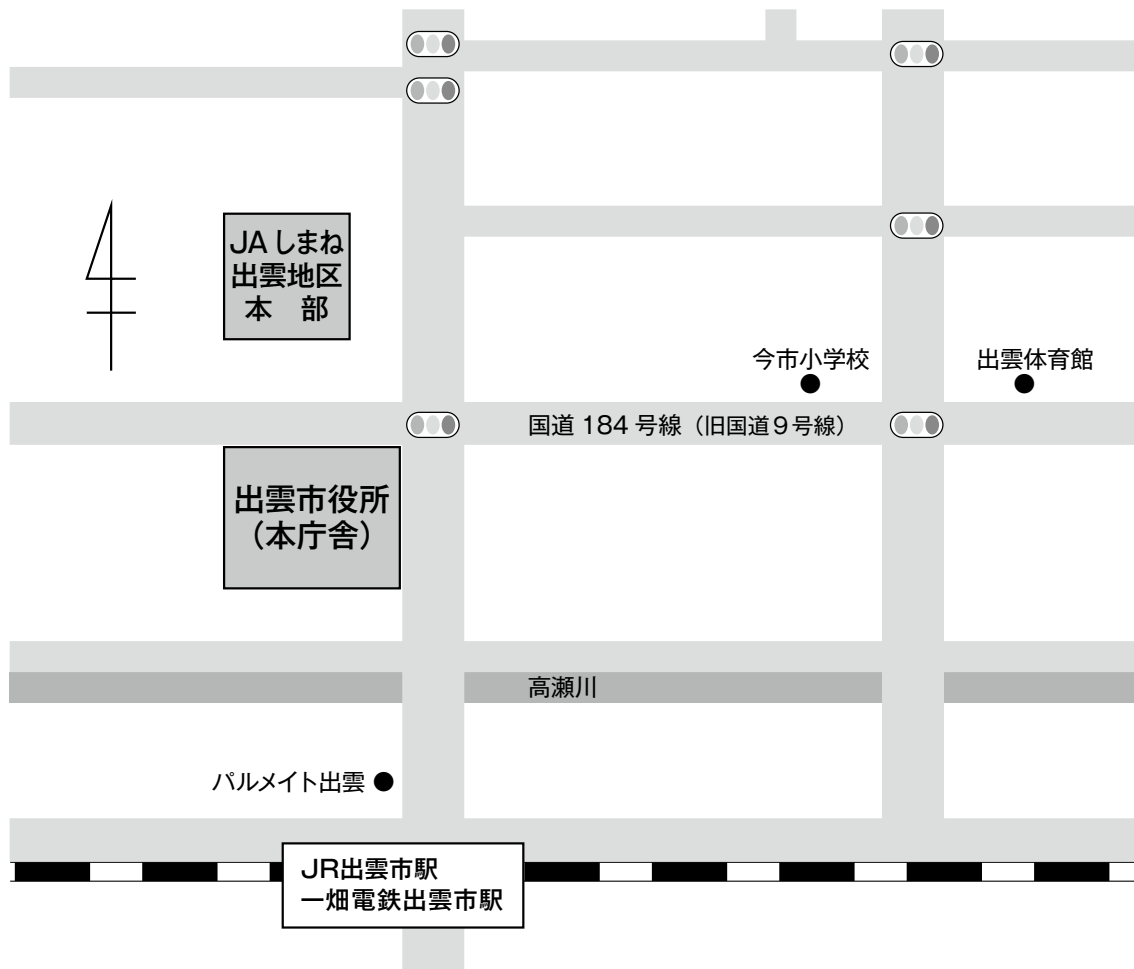 JAしまね
出雲地区
本　部
今市小学校
出雲体育館
国道 184 号線（旧国道９号線）
出雲市役所
（本庁舎）
高瀬川
パルメイト出雲
JR出雲市駅
一畑電鉄出雲市駅